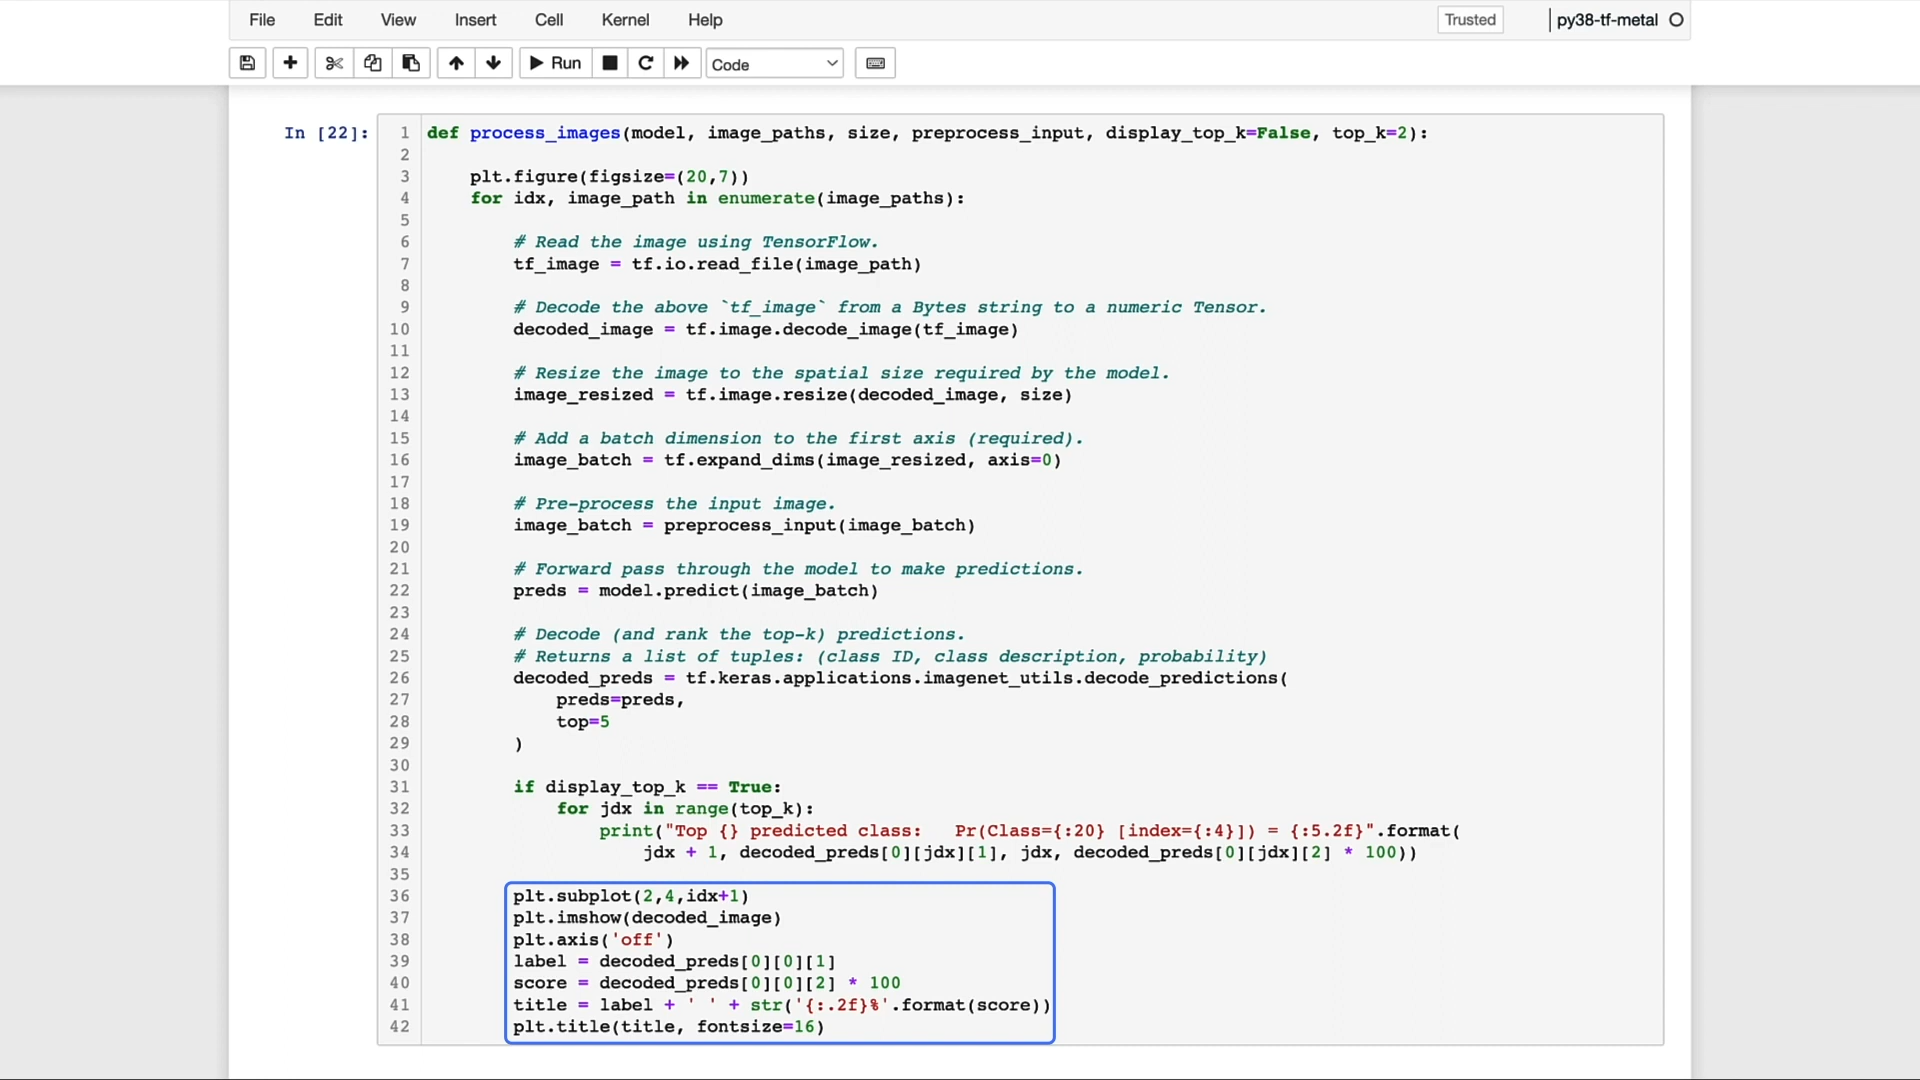 File Edit View Insert Cell Kernel Help Trusted py38-tf-metal
Run Code
In [22]:
1 def process_images(model, image_paths, size, preprocess_input, display_top_k=False, top_k=2):
2
3     plt.figure(figsize=(20,7))
4     for idx, image_path in enumerate(image_paths):
5
6         # Read the image using TensorFlow.
7         tf_image = tf.io.read_file(image_path)
8
9         # Decode the above `tf_image` from a Bytes string to a numeric Tensor.
10         decoded_image = tf.image.decode_image(tf_image)
11
12         # Resize the image to the spatial size required by the model.
13         image_resized = tf.image.resize(decoded_image, size)
14
15         # Add a batch dimension to the first axis (required).
16         image_batch = tf.expand_dims(image_resized, axis=0)
17
18         # Pre-process the input image.
19         image_batch = preprocess_input(image_batch)
20
21         # Forward pass through the model to make predictions.
22         preds = model.predict(image_batch)
23
24         # Decode (and rank the top-k) predictions.
25         # Returns a list of tuples: (class ID, class description, probability)
26         decoded_preds = tf.keras.applications.imagenet_utils.decode_predictions(
27             preds=preds,
28             top=5
29         )
30
31         if display_top_k == True:
32             for jdx in range(top_k):
33                 print("Top {} predicted class:   Pr(Class={:20} [index={:4}]) = {:5.2f}".format(
34                     jdx + 1, decoded_preds[0][jdx][1], jdx, decoded_preds[0][jdx][2] * 100))
35
36         plt.subplot(2,4,idx+1)
37         plt.imshow(decoded_image)
38         plt.axis('off')
39         label = decoded_preds[0][0][1]
40         score = decoded_preds[0][0][2] * 100
41         title = label + ' ' + str('{:.2f}%'.format(score))
42         plt.title(title, fontsize=16)